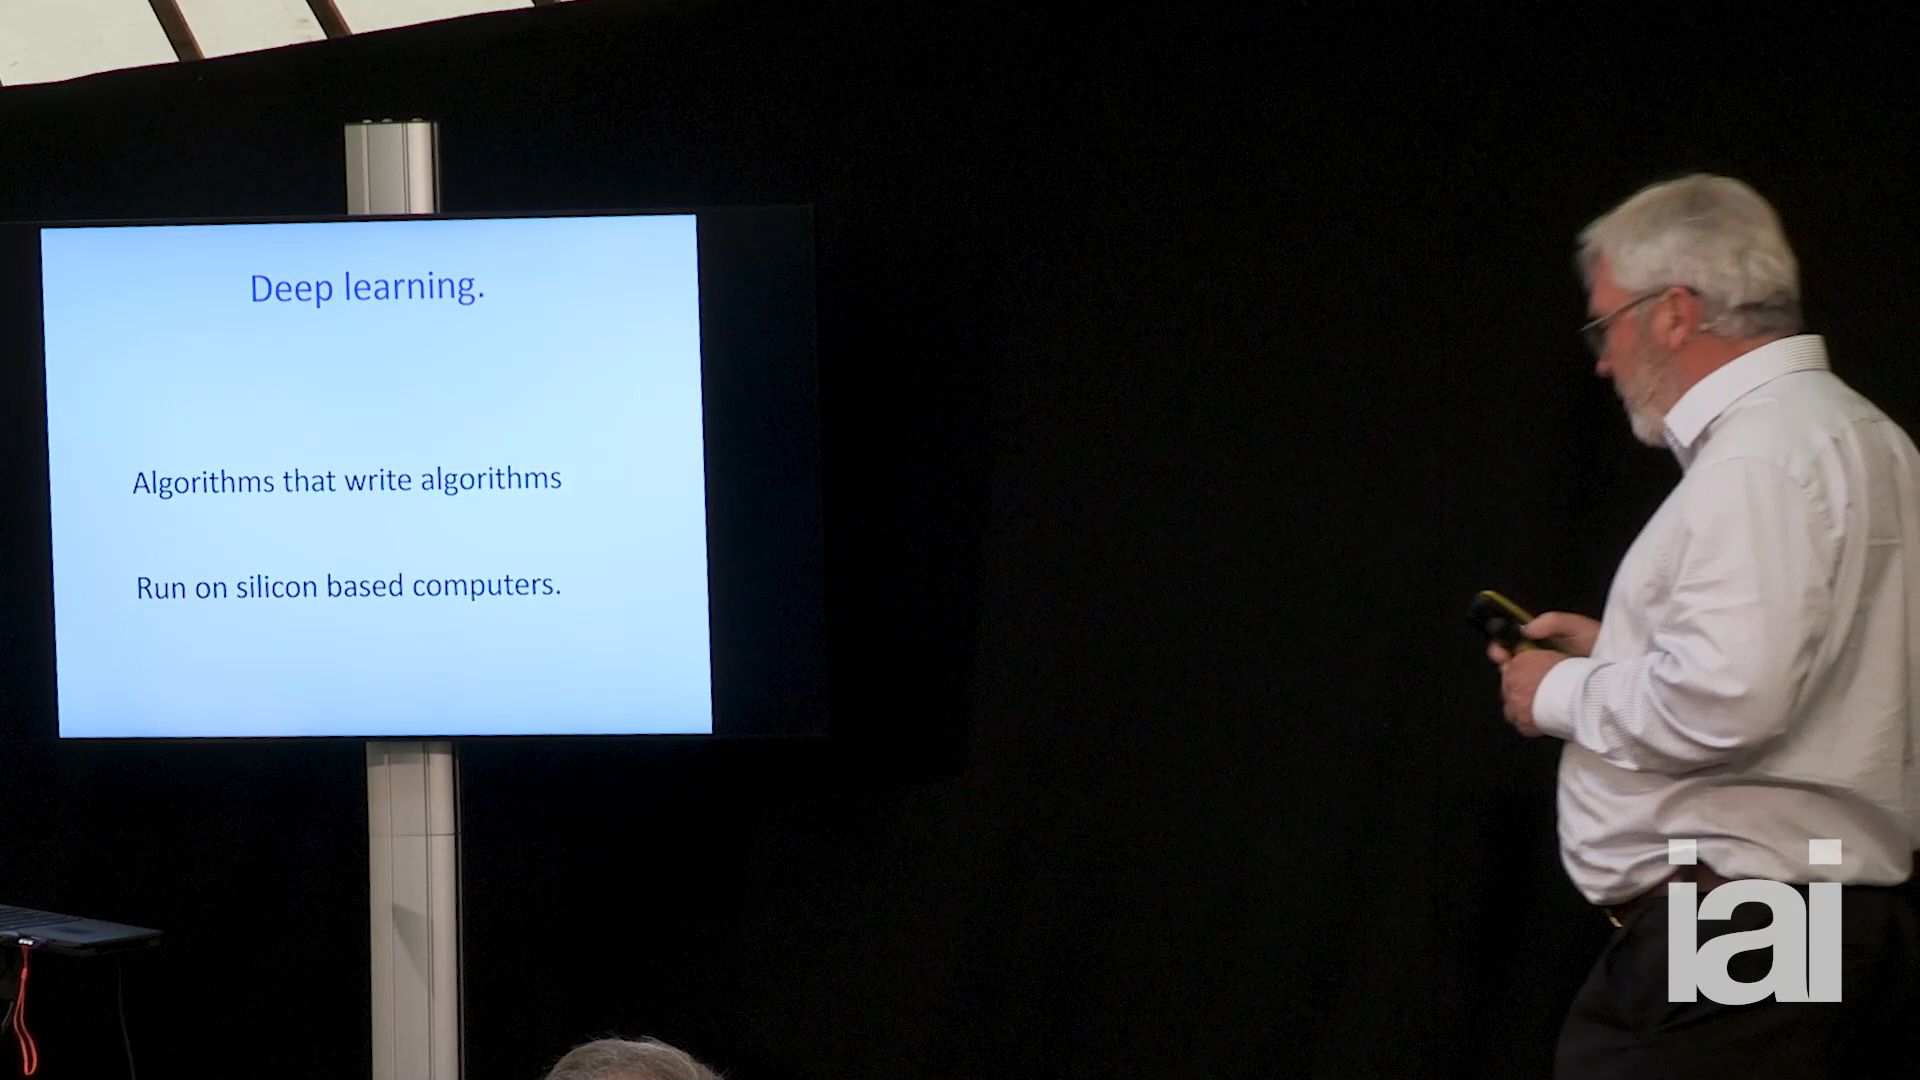 Deep learning.
Algorithms that write algorithms
Run on silicon based computers.
iai